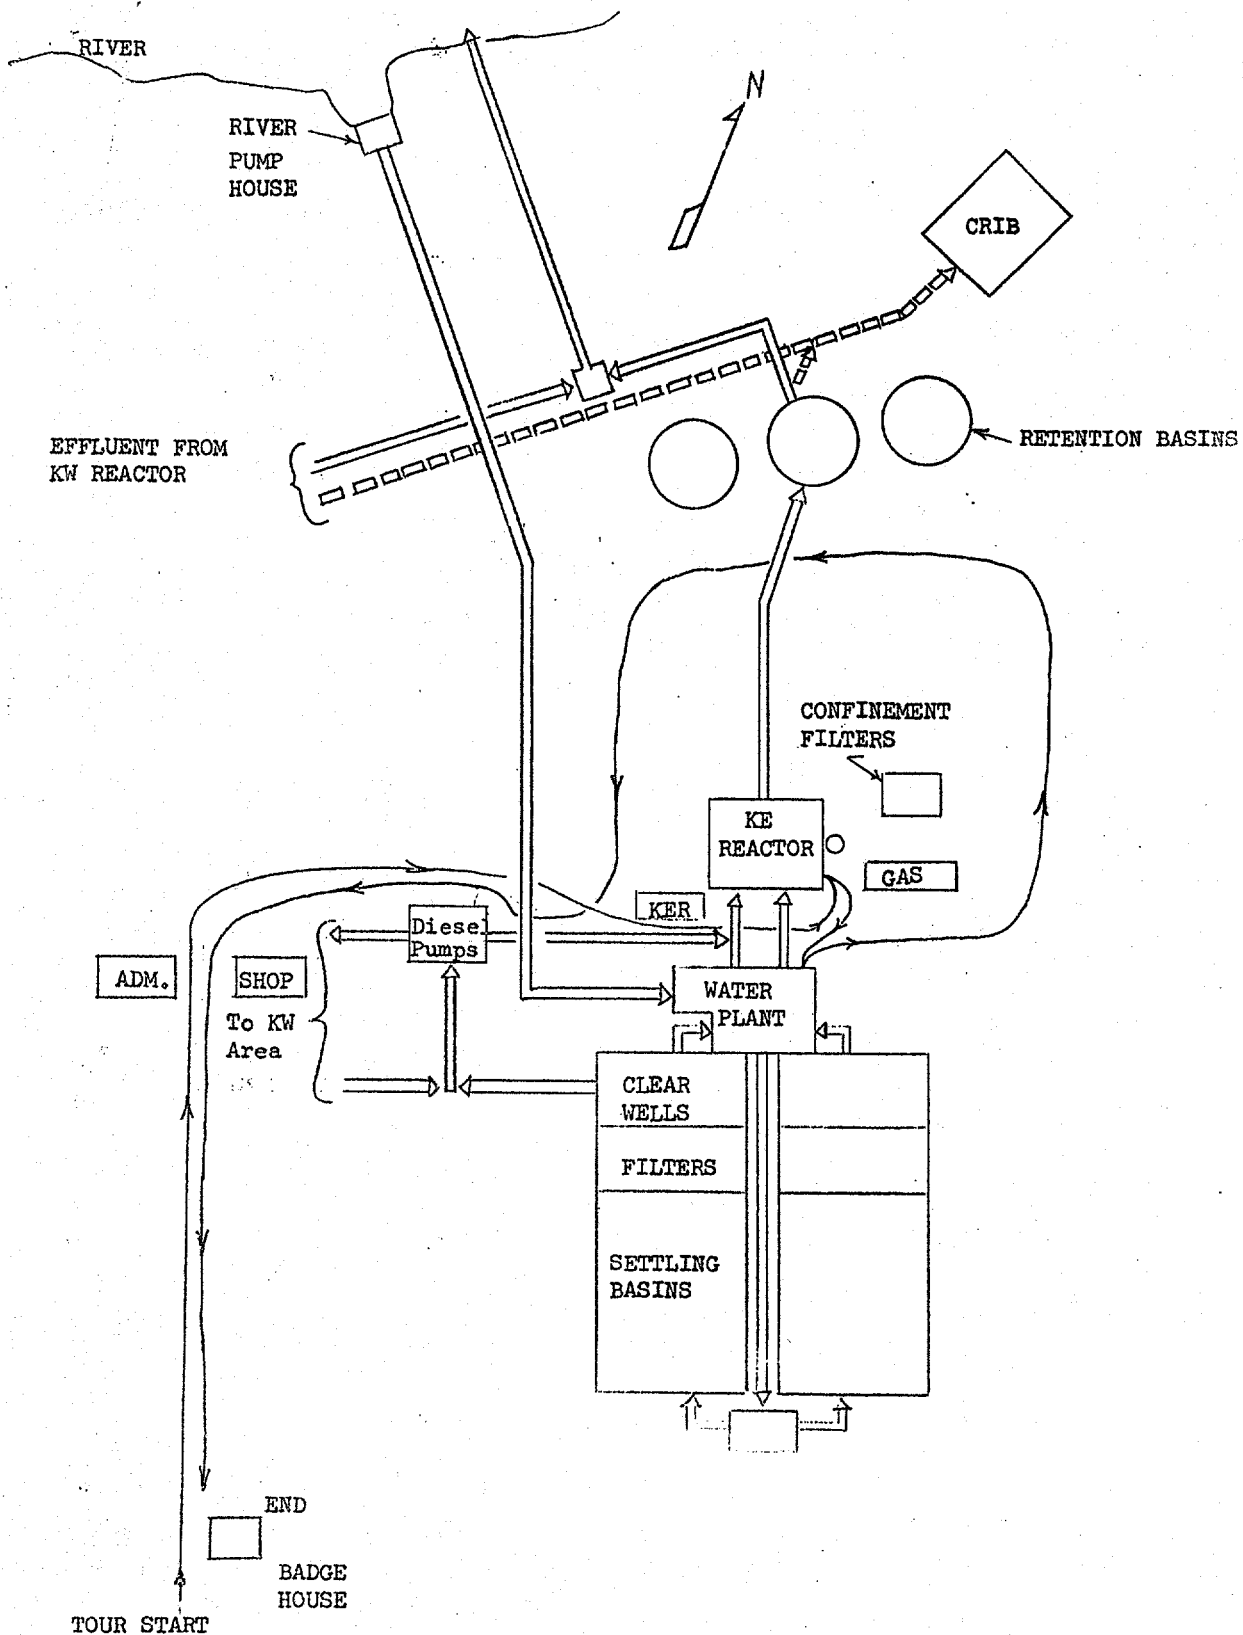 RIVER
N
RIVER
PUMP
HOUSE
CRIB
EFFLUENT FROM
KW REACTOR
RETENTION BASINS
CONFINEMENT
FILTERS
KE
REACTOR
GAS
KER
Diesel
Pumps
ADM.
SHOP
To KW
Area
WATER
PLANT
CLEAR
WELLS
FILTERS
SETTLING
BASINS
END
BADGE
HOUSE
TOUR START